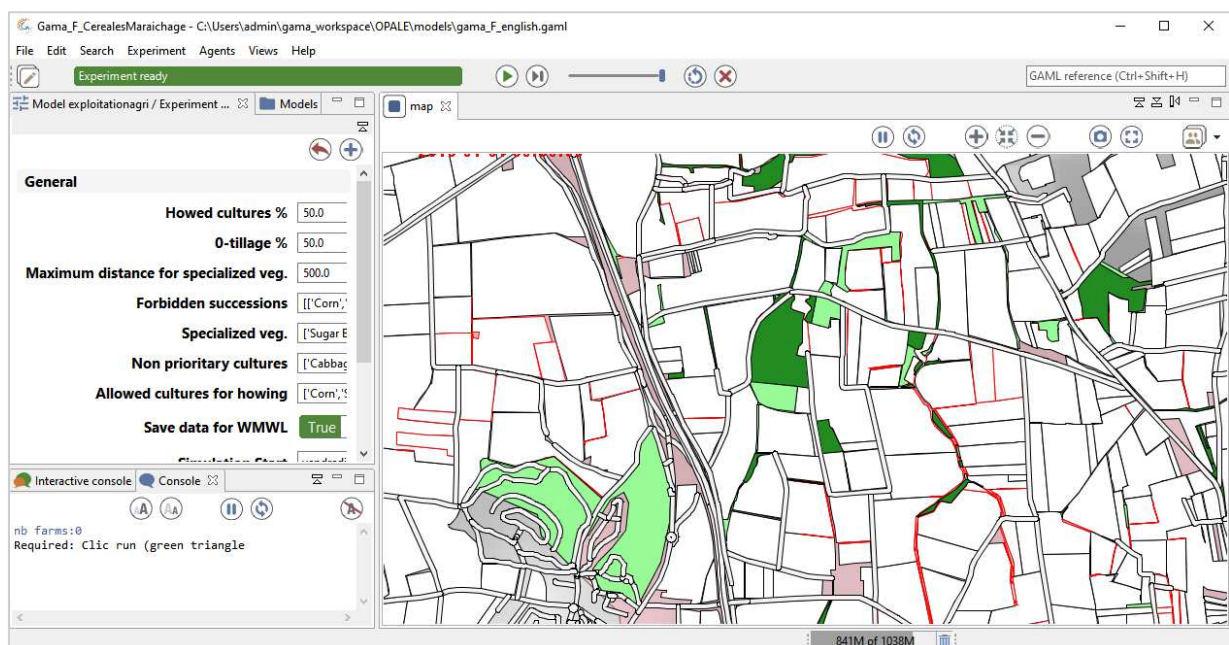 Gama_F_CerealesMaraichage - C:\Users\admin\gama_workspace\OPALE\models\gama_F_english.gaml
File Edit Search Experiment Agents Views Help
Experiment ready
GAML reference (Ctrl+Shift+H)
Model exploitationagri / Experiment ...
Models
map
General
Howed cultures % 50.0
0-tillage % 50.0
Maximum distance for specialized veg. 500.0
Forbidden successions [['Corn','
Specialized veg. ['Sugar B
Non prioritary cultures ['Cabbag
Allowed cultures for howing ['Corn','S
Save data for WMWL True
Simulation Start
Interactive console
Console
nb farms:0
Required: Clic run (green triangle
841M of 1038M